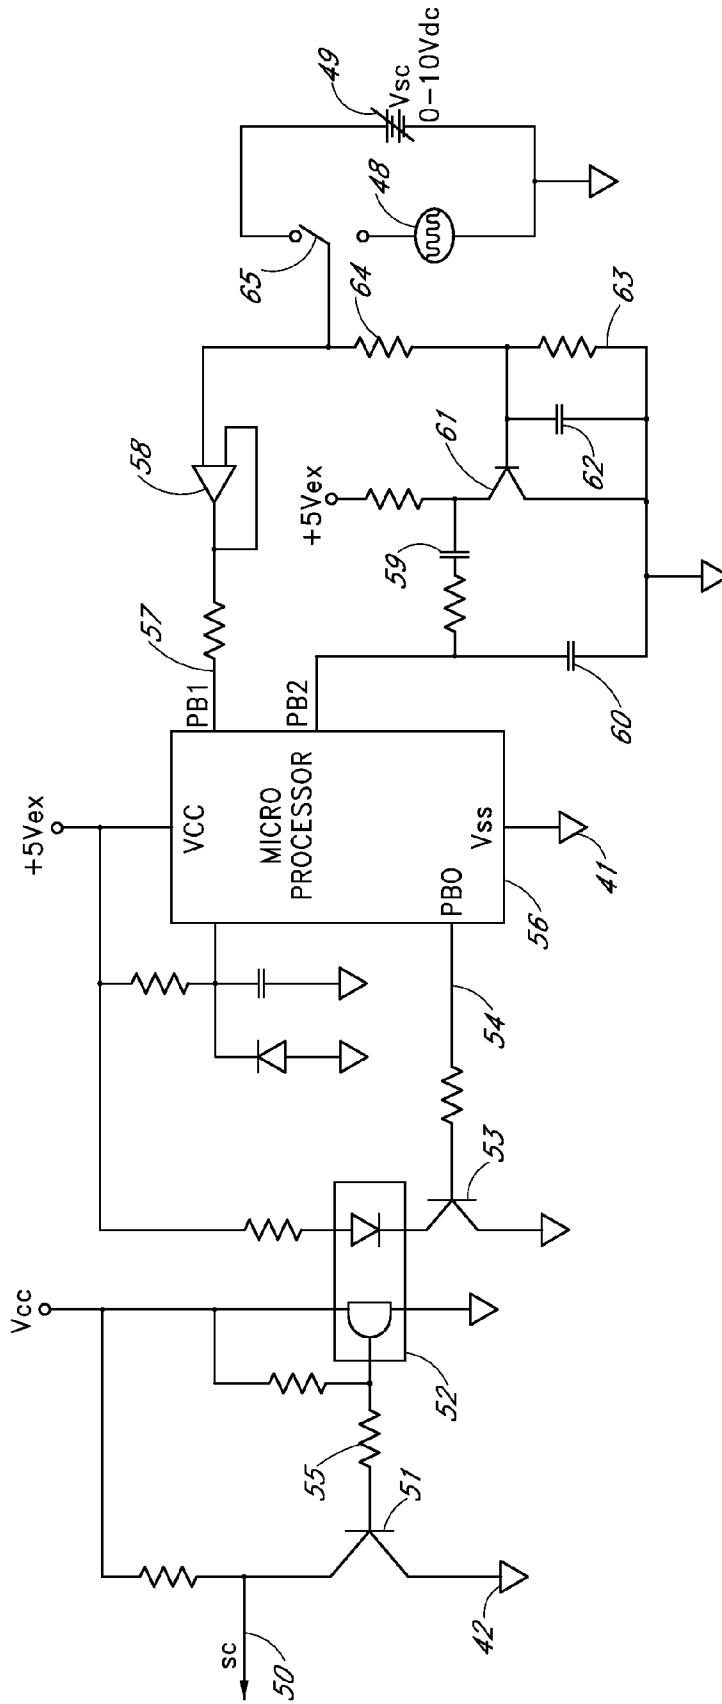 49
Vsc
0-10Vdc
48
65
64
63
58
61
62
+5Vex
59
57
PB1
PB2
60
+5Vex
VCC
MICRO
PROCESSOR
Vss
PBO
56
41
54
53
Vcc
52
55
51
sc
50
42